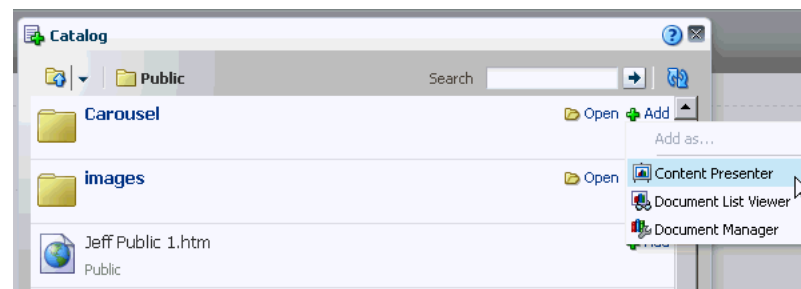 Catalog
Public Search
Carousel Open Add
Add as...
images Open Content Presenter
Document List Viewer
Jeff Public 1.htm Document Manager
Public